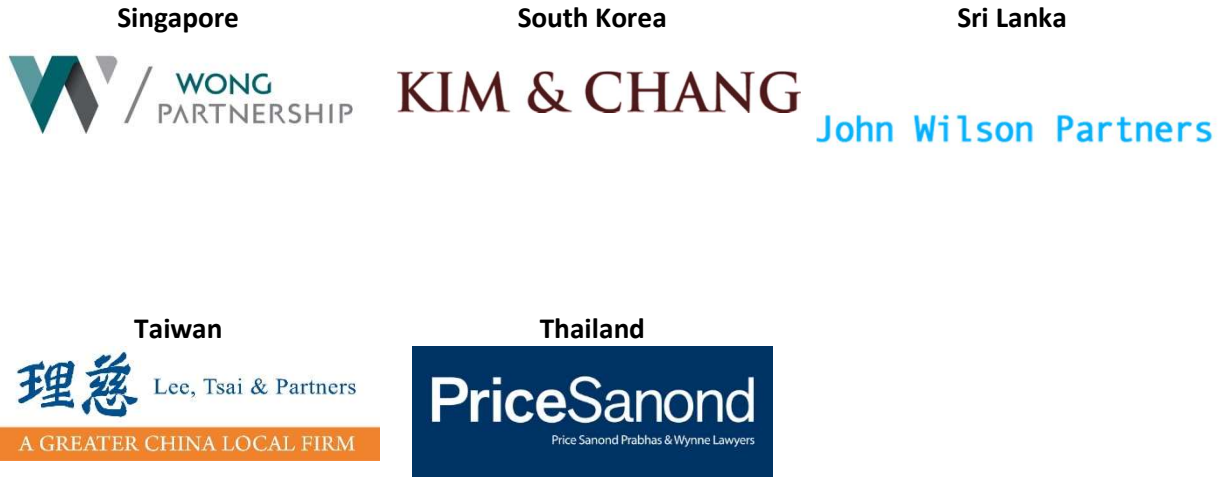 Singapore
South Korea
Sri Lanka
WONG
PARTNERSHIP
KIM & CHANG
John Wilson Partners
Taiwan
Thailand
理慈 Lee, Tsai & Partners
A GREATER CHINA LOCAL FIRM
PriceSanond
Price Sanond Prabhas & Wynne Lawyers